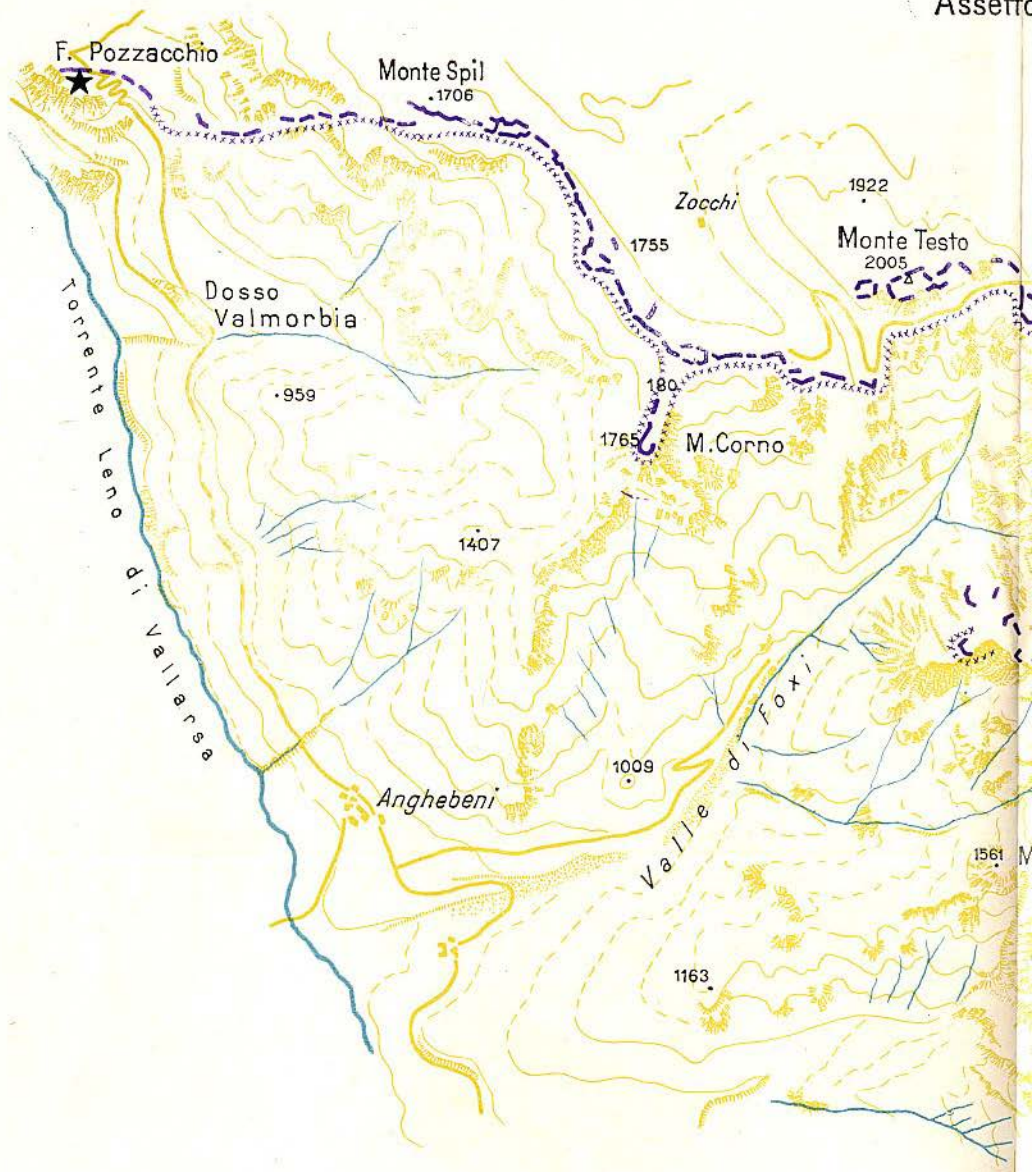 Assetto
F. Pozzacchio
Monte Spil
1706
1922
Zocchi
1755
Monte Testo
2005
Dosso
Valmorbia
959
180
1765
M. Corno
1407
Torrente Leno di Vallarsa
1009
Anghebeni
Valle di Foxi
1561 M
1163